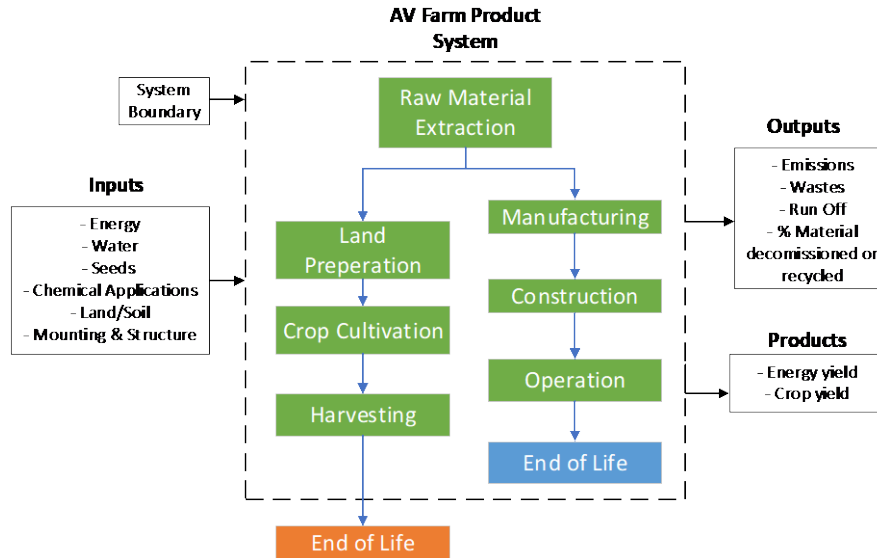 AV Farm Product
System
System
Boundary
Raw Material
Extraction
Inputs
- Energy
- Water
- Seeds
- Chemical Applications
- Land/Soil
- Mounting & Structure
Land
Preperation
Crop Cultivation
Harvesting
End of Life
Manufacturing
Construction
Operation
End of Life
Outputs
- Emissions
- Wastes
- Run Off
- % Material
decomissioned or
recycled
Products
- Energy yield
- Crop yield